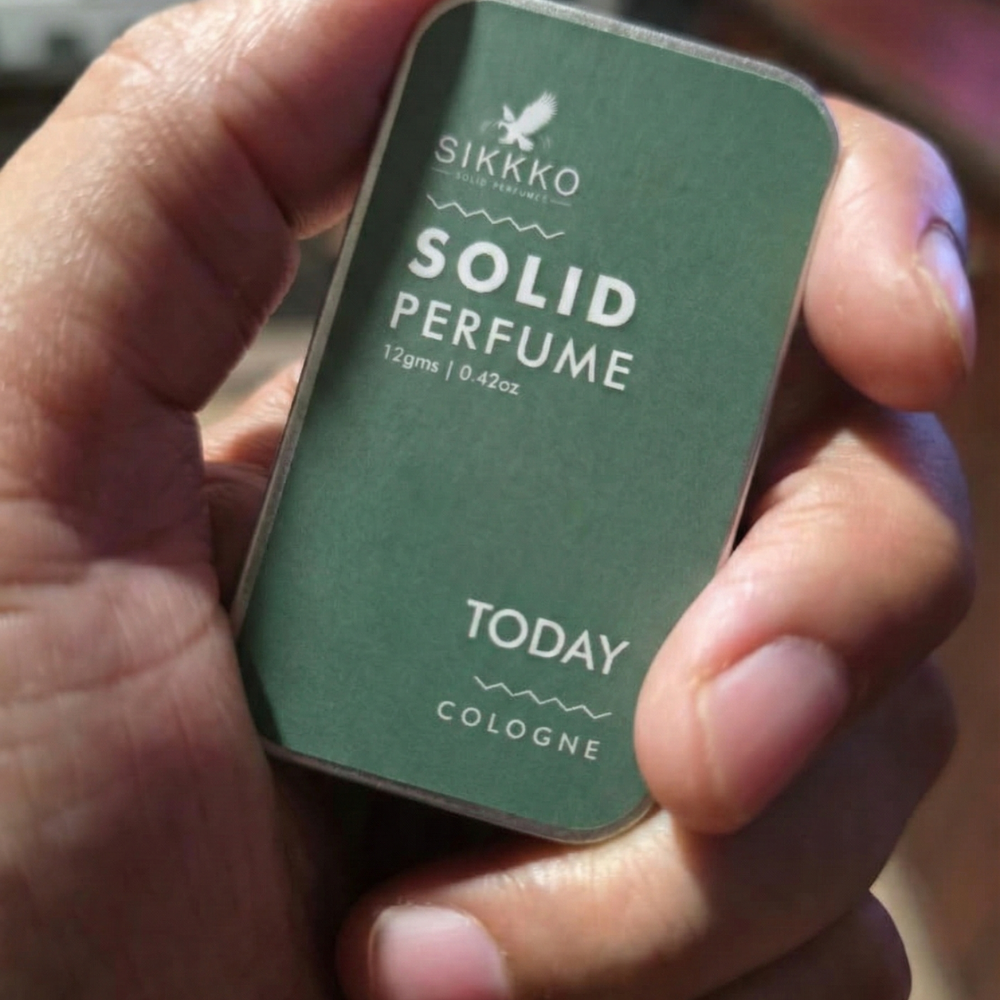 SIKKKO
SOLID PERFUMES
SOLID
PERFUME
12gms | 0.42oz
TODAY
COLOGNE